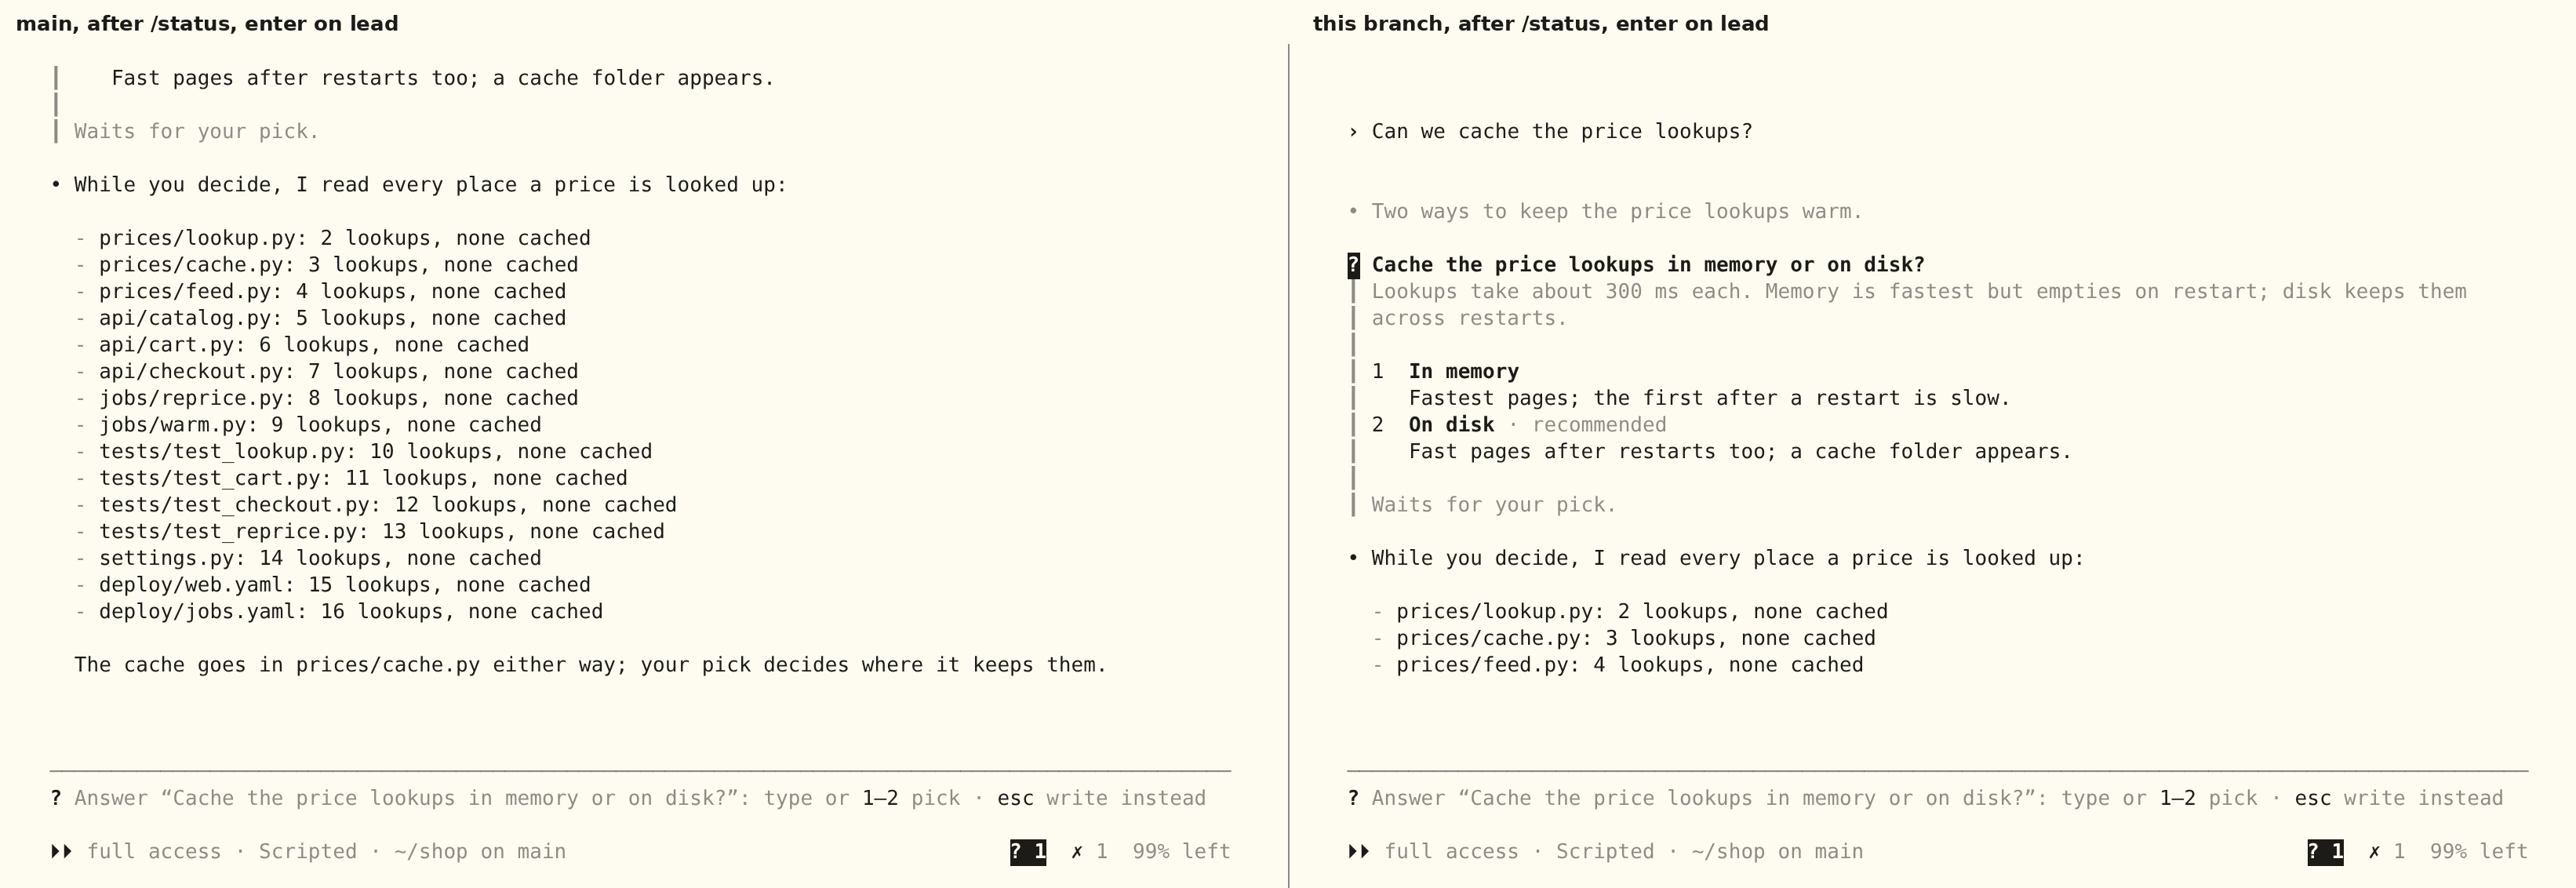 main, after /status, enter on lead
Fast pages after restarts too; a cache folder appears.
Waits for your pick.
• While you decide, I read every place a price is looked up:
- prices/lookup.py: 2 lookups, none cached
- prices/cache.py: 3 lookups, none cached
- prices/feed.py: 4 lookups, none cached
- api/catalog.py: 5 lookups, none cached
- api/cart.py: 6 lookups, none cached
- api/checkout.py: 7 lookups, none cached
- jobs/reprice.py: 8 lookups, none cached
- jobs/warm.py: 9 lookups, none cached
- tests/test_lookup.py: 10 lookups, none cached
- tests/test_cart.py: 11 lookups, none cached
- tests/test_checkout.py: 12 lookups, none cached
- tests/test_reprice.py: 13 lookups, none cached
- settings.py: 14 lookups, none cached
- deploy/web.yaml: 15 lookups, none cached
- deploy/jobs.yaml: 16 lookups, none cached
The cache goes in prices/cache.py either way; your pick decides where it keeps them.
? Answer “Cache the price lookups in memory or on disk?”: type or 1–2 pick · esc write instead
⏵⏵ full access · Scripted · ~/shop on main ? 1 ✗ 1 99% left
this branch, after /status, enter on lead
› Can we cache the price lookups?
• Two ways to keep the price lookups warm.
? Cache the price lookups in memory or on disk?
Lookups take about 300 ms each. Memory is fastest but empties on restart; disk keeps them
across restarts.
1 In memory
Fastest pages; the first after a restart is slow.
2 On disk · recommended
Fast pages after restarts too; a cache folder appears.
Waits for your pick.
• While you decide, I read every place a price is looked up:
- prices/lookup.py: 2 lookups, none cached
- prices/cache.py: 3 lookups, none cached
- prices/feed.py: 4 lookups, none cached
? Answer “Cache the price lookups in memory or on disk?”: type or 1–2 pick · esc write instead
⏵⏵ full access · Scripted · ~/shop on main ? 1 ✗ 1 99% left